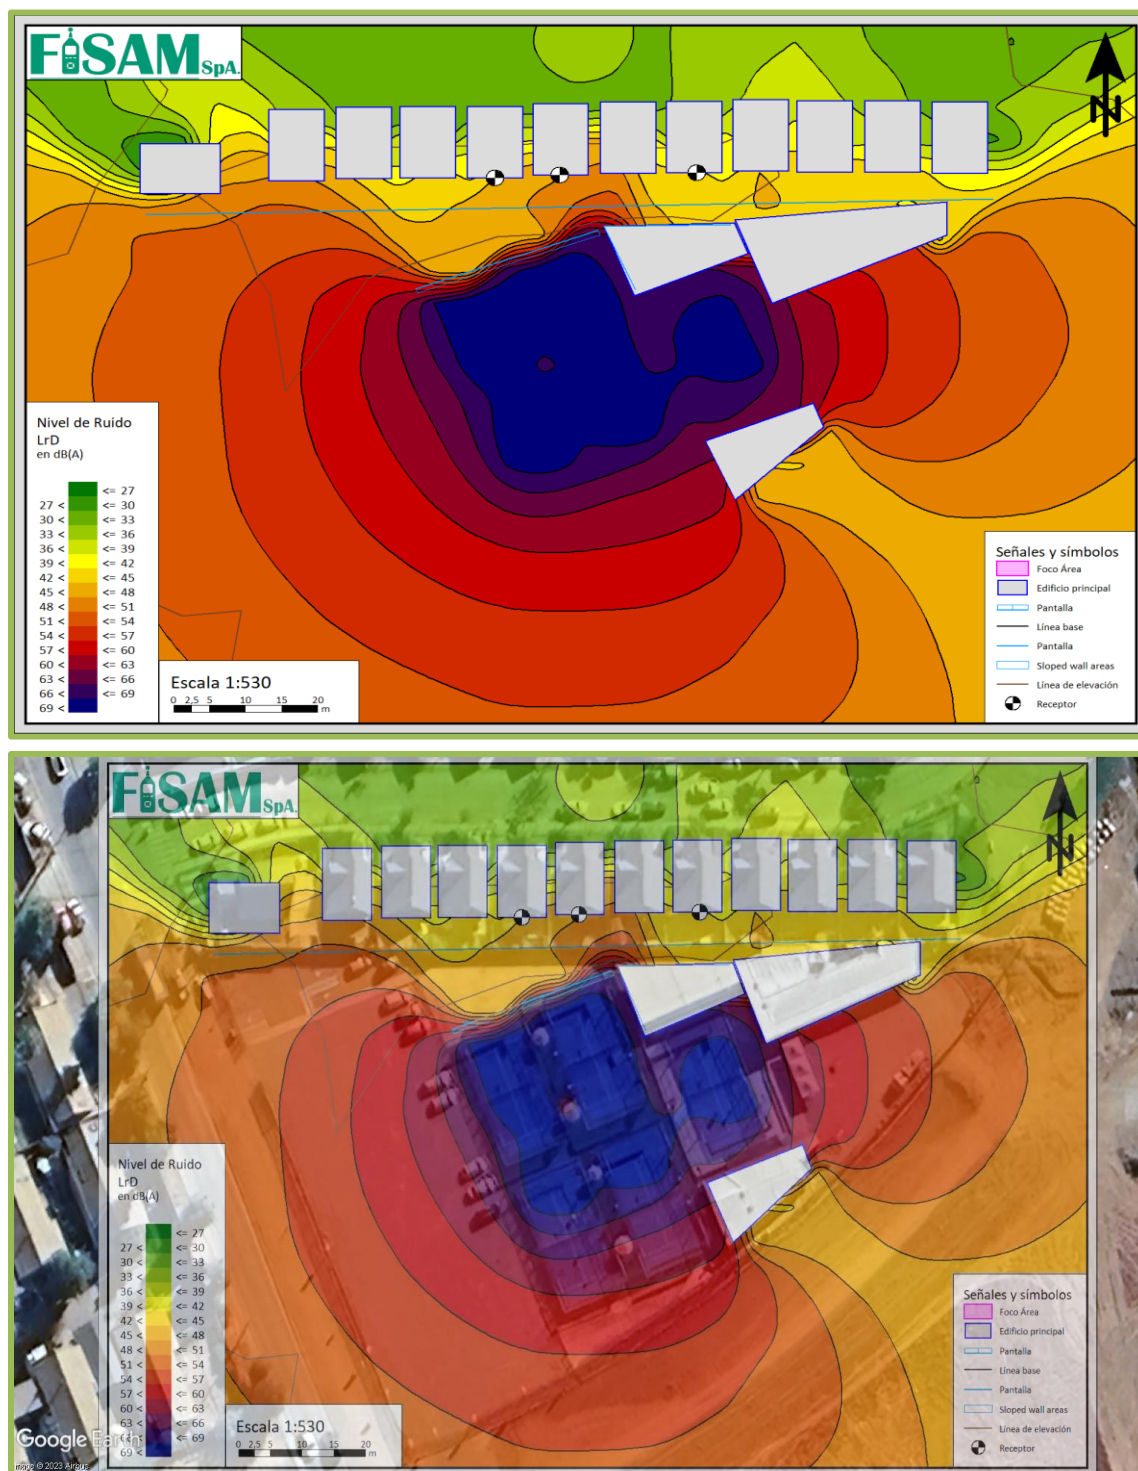 FISAM SpA.
N
Nivel de Ruido
LrD
en dB(A)
<= 27
27 < <= 30
30 < <= 33
33 < <= 36
36 < <= 39
39 < <= 42
42 < <= 45
45 < <= 48
48 < <= 51
51 < <= 54
54 < <= 57
57 < <= 60
60 < <= 63
63 < <= 66
66 < <= 69
69 <
Escala 1:530
0 2,5 5 10 15 20
m
Señales y símbolos
Foco Área
Edificio principal
Pantalla
Línea base
Pantalla
Sloped wall areas
Línea de elevación
Receptor
FISAM SpA.
N
Nivel de Ruido
LrD
en dB(A)
<= 27
27 < <= 30
30 < <= 33
33 < <= 36
36 < <= 39
39 < <= 42
42 < <= 45
45 < <= 48
48 < <= 51
51 < <= 54
54 < <= 57
57 < <= 60
60 < <= 63
63 < <= 66
<= 69
69 <
Escala 1:530
0 2,5 5 10 15 20
m
Señales y símbolos
Foco Área
Edificio principal
Pantalla
Línea base
Pantalla
Sloped wall areas
Línea de elevación
Receptor
Google Earth
© 2023 Airbus